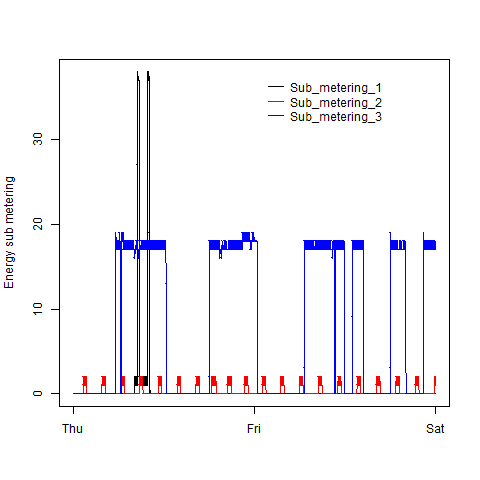 Sub_metering_1
Sub_metering_2
Sub_metering_3
Energy sub metering
30
20
10
0
Thu Fri Sat